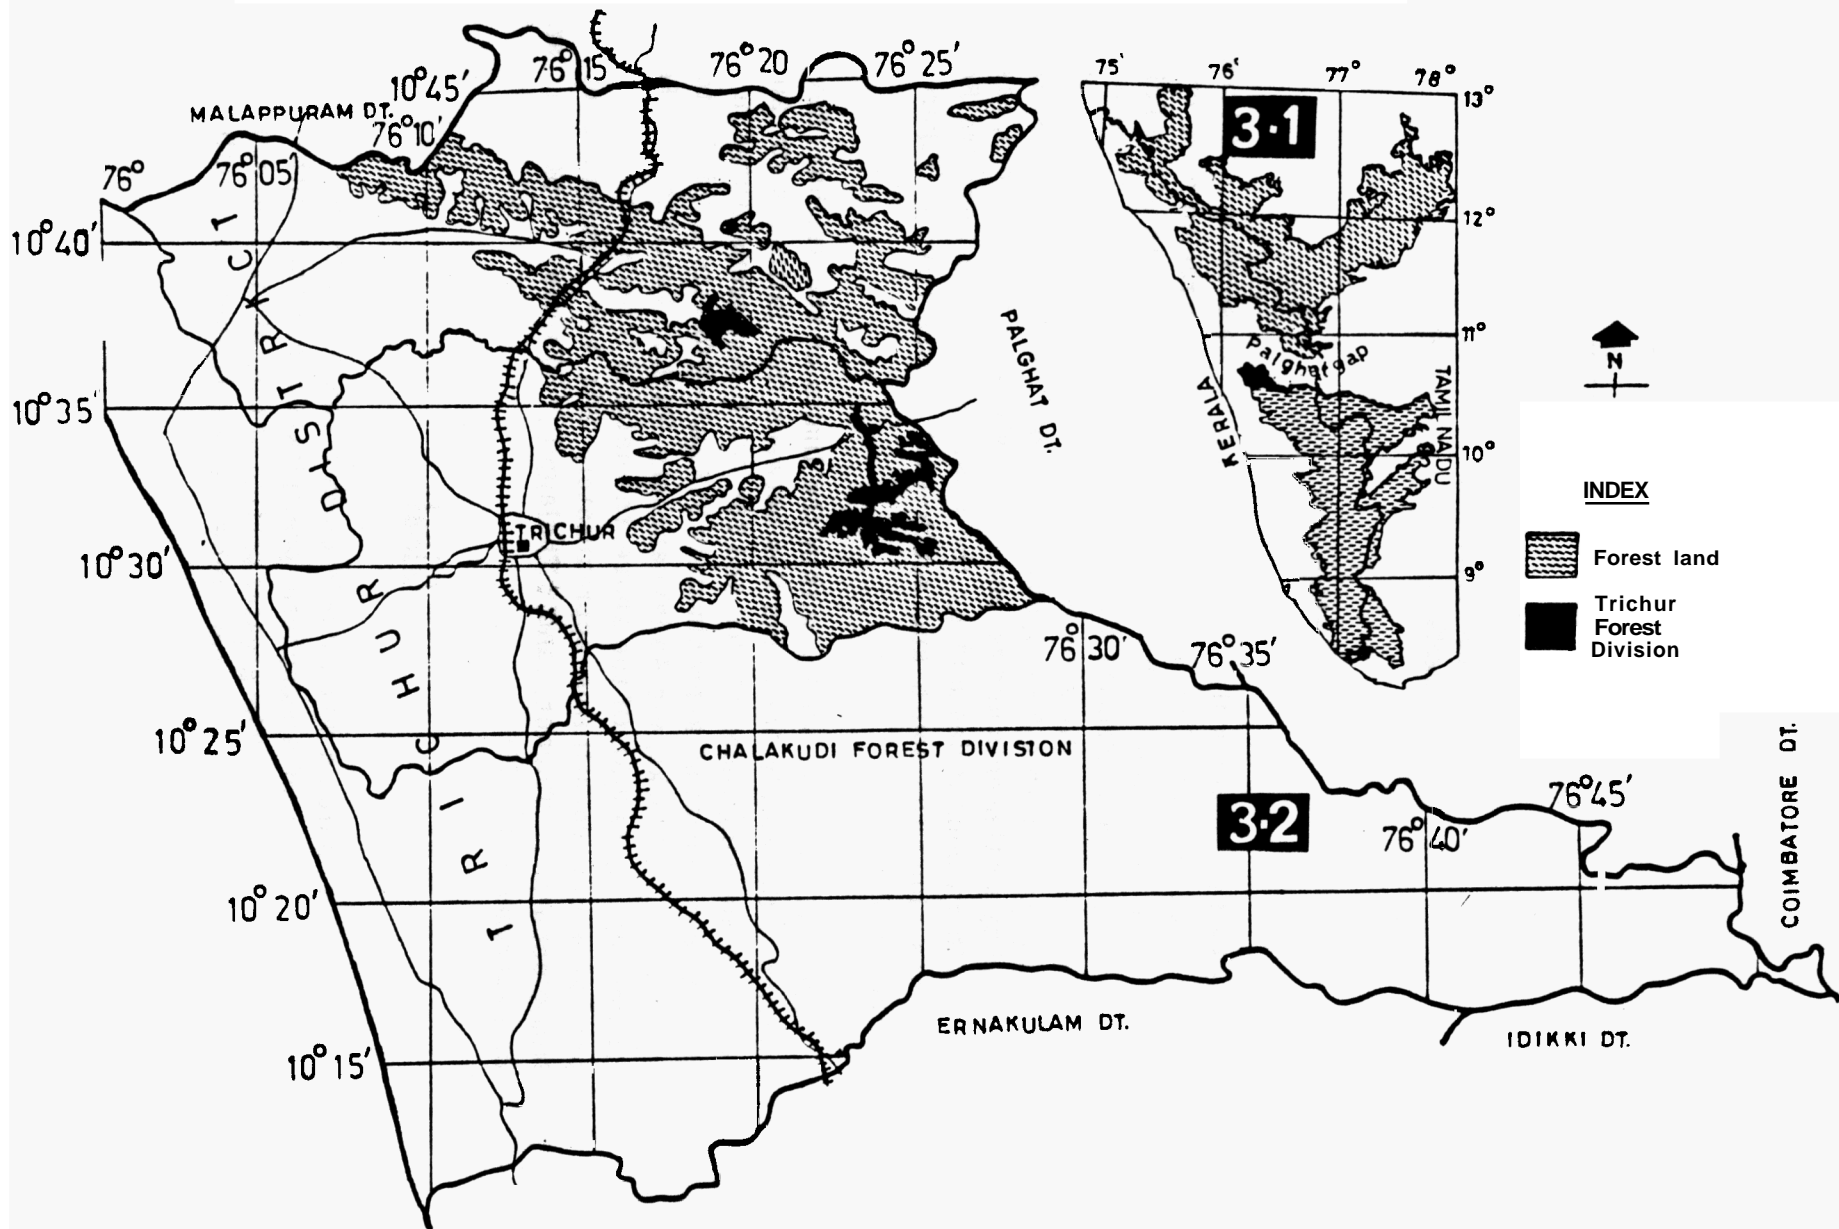 76° 15'
76° 20'
76° 25'
10° 45'
MALAPPURAM DT.
76° 10'
76° 05'
76°
10° 40'
10° 35'
10° 30'
10° 25'
10° 20'
10° 15'
TRICHUR DISTRICT
TRICHUR
PALGHAT DT.
76° 30'
76° 35'
76° 40'
76° 45'
CHALAKUDI FOREST DIVISION
3·2
ERNAKULAM DT.
IDIKKI DT.
COIMBATORE DT.
75'
76'
77°
78°
13°
12°
11°
10°
9°
3·1
Palghat gap
KERALA
TAMIL NADU
N
INDEX
Forest land
Trichur
Forest
Division